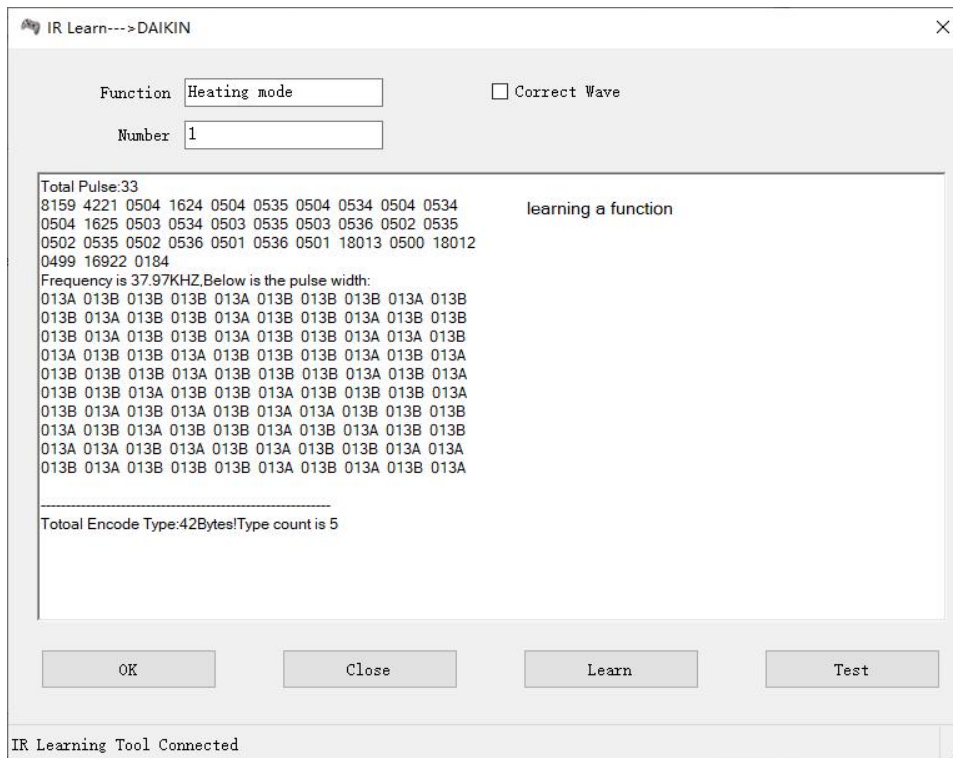 IR Learn--->DAIKIN
Function Heating mode
Correct Wave
Number 1
Total Pulse:33
8159 4221 0504 1624 0504 0535 0504 0534 0504 0534
0504 1625 0503 0534 0503 0535 0503 0536 0502 0535
0502 0535 0502 0536 0501 0536 0501 18013 0500 18012
0499 16922 0184
Frequency is 37.97KHZ,Below is the pulse width:
013A 013B 013B 013B 013A 013B 013B 013B 013A 013B
013B 013A 013B 013B 013A 013B 013B 013A 013B 013B
013B 013A 013B 013B 013A 013B 013B 013A 013A 013B
013A 013B 013B 013A 013B 013B 013B 013A 013B 013A
013B 013B 013B 013B 013A 013B 013B 013A 013B 013A
013B 013B 013A 013B 013B 013A 013B 013B 013B 013A
013B 013A 013B 013A 013B 013A 013A 013B 013B 013B
013A 013B 013A 013B 013B 013A 013B 013A 013B 013B
013A 013A 013B 013A 013B 013A 013B 013B 013A 013A
013B 013A 013B 013B 013B 013A 013B 013A 013B 013A
------------------------------------------------------------
Totoal Encode Type:42Bytes!Type count is 5
learning a function
OK
Close
Learn
Test
IR Learning Tool Connected